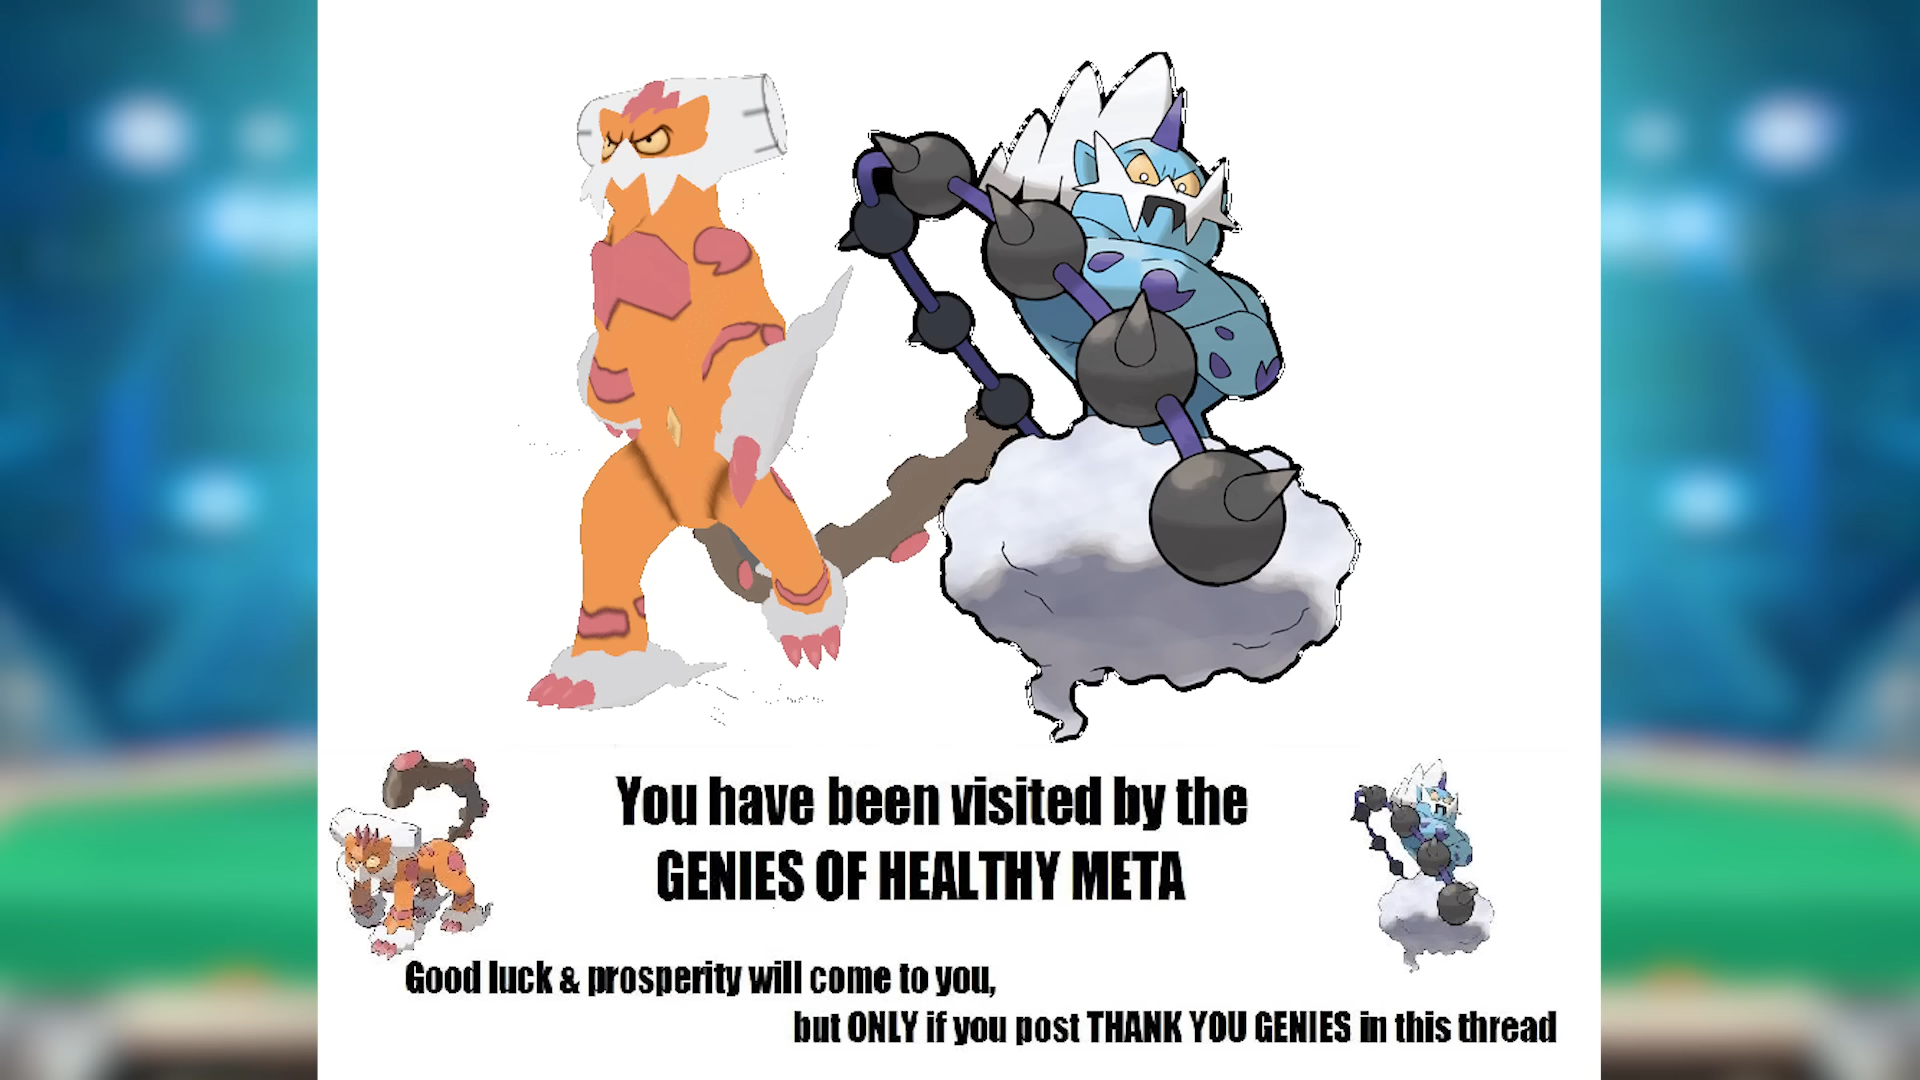 You have been visited by the
GENIES OF HEALTHY META
Good luck & prosperity will come to you,
but ONLY if you post THANK YOU GENIES in this thread